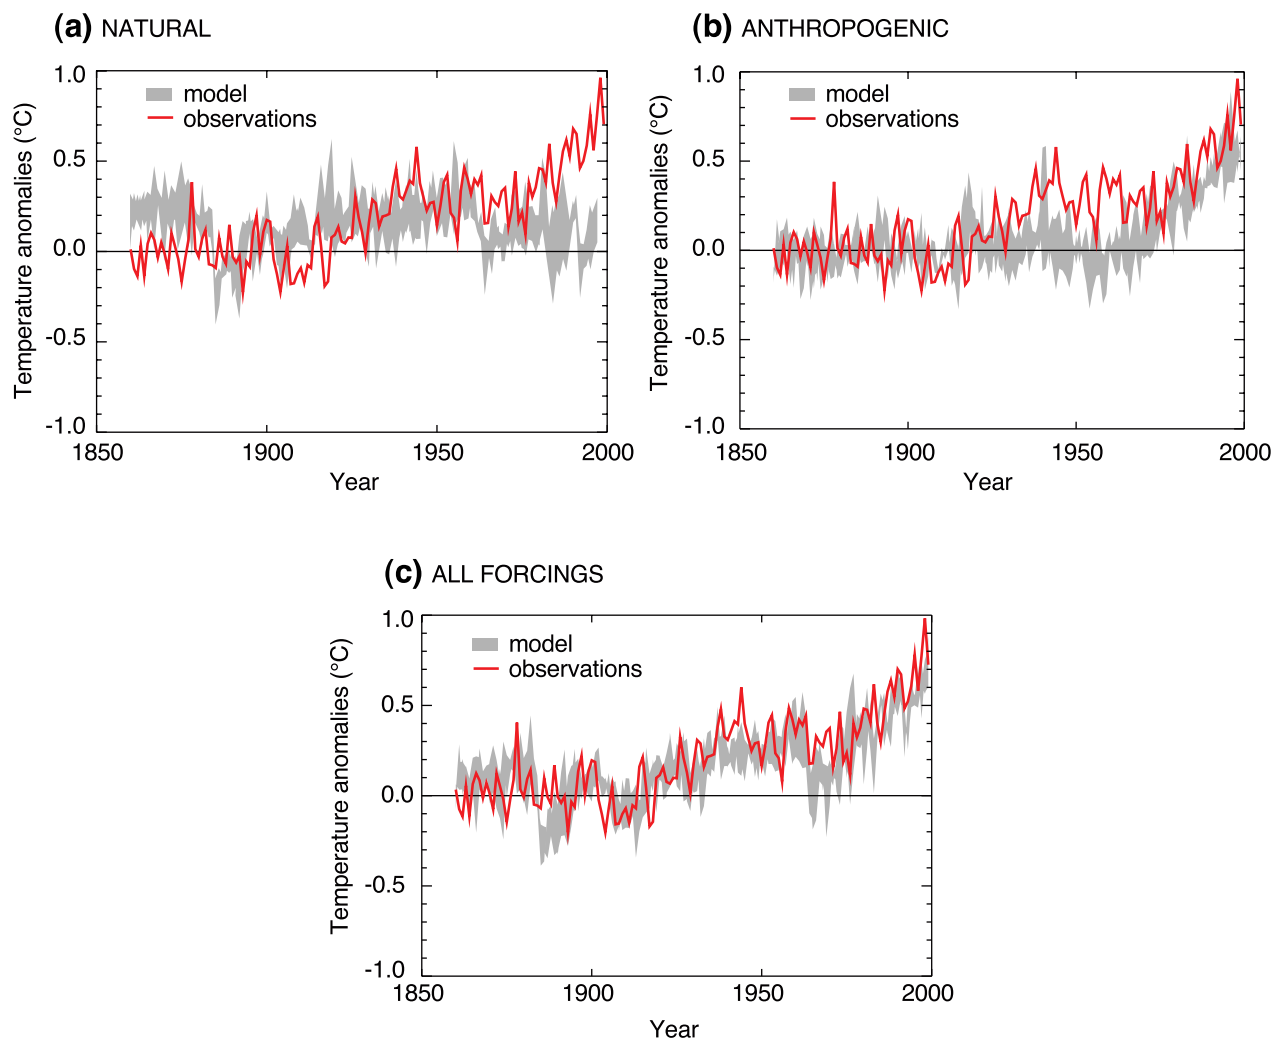 (a) NATURAL
1.0
0.5
0.0
-0.5
-1.0
Temperature anomalies (°C)
model
observations
1850
1900
1950
2000
Year
(b) ANTHROPOGENIC
1.0
0.5
0.0
-0.5
-1.0
Temperature anomalies (°C)
model
observations
1850
1900
1950
2000
Year
(c) ALL FORCINGS
1.0
0.5
0.0
-0.5
-1.0
Temperature anomalies (°C)
model
observations
1850
1900
1950
2000
Year